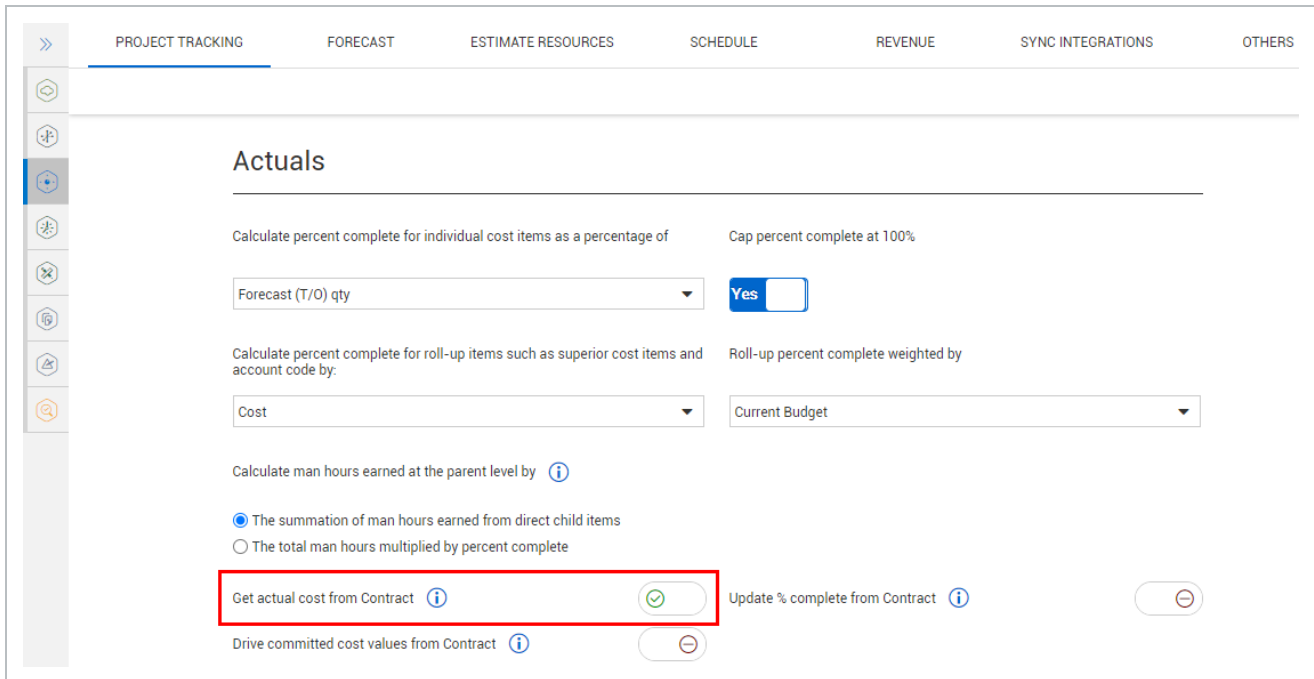 PROJECT TRACKING FORECAST ESTIMATE RESOURCES SCHEDULE REVENUE SYNC INTEGRATIONS OTHERS
Actuals
Calculate percent complete for individual cost items as a percentage of
Cap percent complete at 100%
Forecast (T/O) qty
Yes
Calculate percent complete for roll-up items such as superior cost items and
account code by:
Roll-up percent complete weighted by
Cost
Current Budget
Calculate man hours earned at the parent level by
The summation of man hours earned from direct child items
The total man hours multiplied by percent complete
Get actual cost from Contract
Update % complete from Contract
Drive committed cost values from Contract